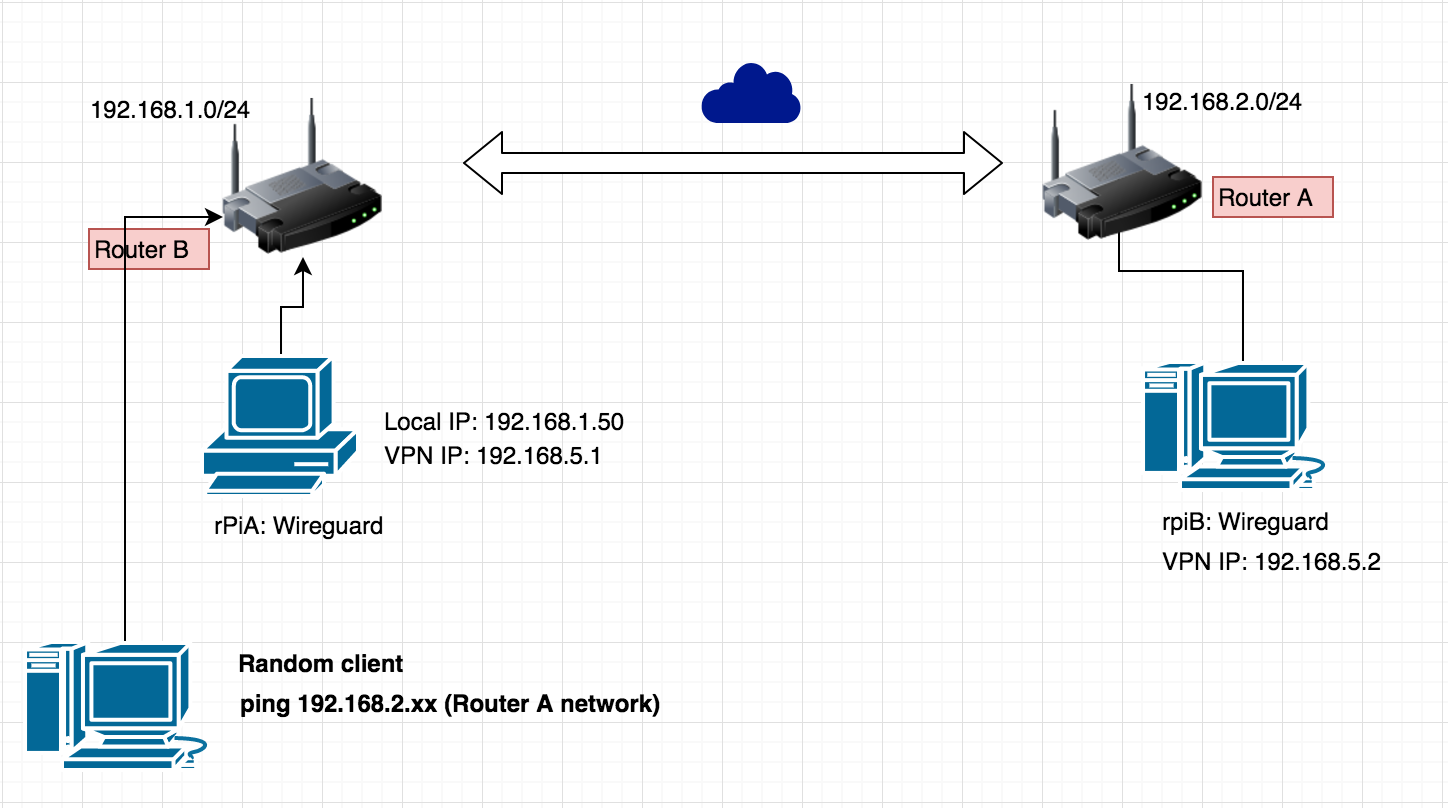 192.168.1.0/24
192.168.2.0/24
Router A
Router B
Local IP: 192.168.1.50
VPN IP: 192.168.5.1
rPiA: Wireguard
rpiB: Wireguard
VPN IP: 192.168.5.2
Random client
ping 192.168.2.xx (Router A network)